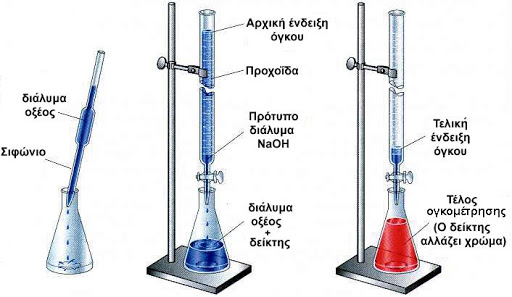 διάλυμα
οξέος
Σιφώνιο
Αρχική ένδειξη
όγκου
Προχοΐδα
Πρότυπο
διάλυμα
NaOH
διάλυμα
οξέος
+
δείκτης
Τελική
ένδειξη
όγκου
Τέλος
ογκομέτρησης
(Ο δείκτης
αλλάζει χρώμα)